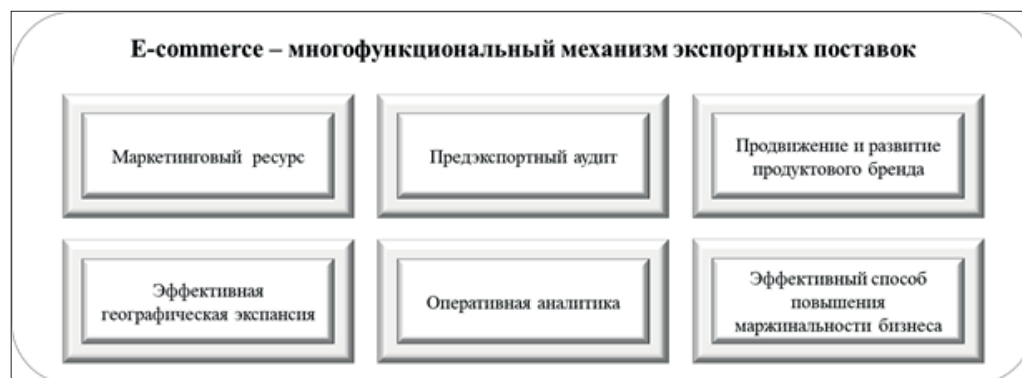 E-commerce – многофункциональный механизм экспортных поставок
Маркетинговый ресурс
Предэкспортный аудит
Продвижение и развитие
продуктового бренда
Эффективная
географическая экспансия
Оперативная аналитика
Эффективный способ
повышения
маржинальности бизнеса